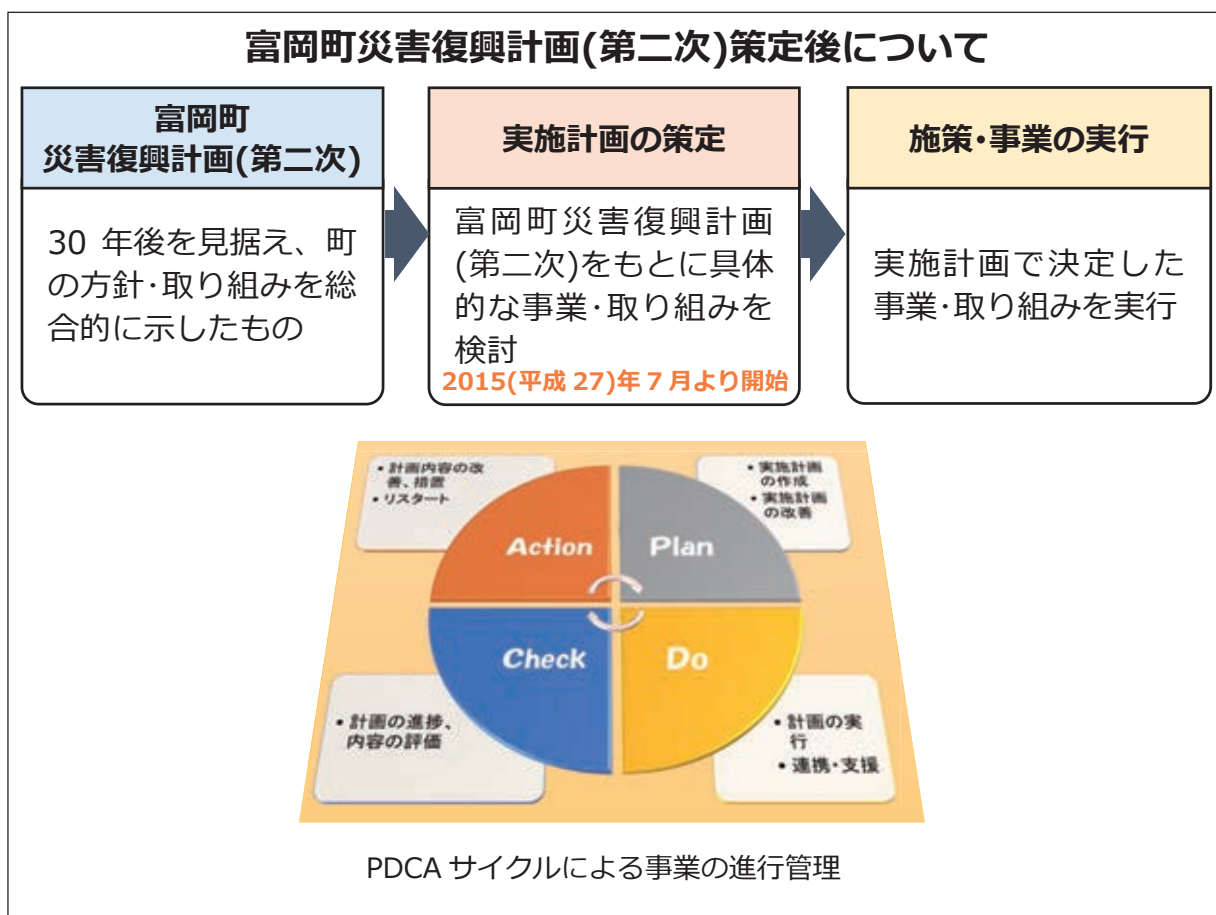 富岡町災害復興計画(第二次)策定後について
富岡町
災害復興計画(第二次)
30 年後を見据え、町
の方針･取り組みを総
合的に示したもの
実施計画の策定
富岡町災害復興計画
(第二次)をもとに具体
的な事業･取り組みを
検討
2015(平成 27)年 7 月より開始
施策･事業の実行
実施計画で決定した
事業･取り組みを実行
• 計画内容の改
善、措置
• リスタート
Action
• 実施計画
の作成
• 実施計画
の改善
Plan
Check
• 計画の進捗、
内容の評価
Do
• 計画の実
行
• 連携・支援
PDCA サイクルによる事業の進行管理